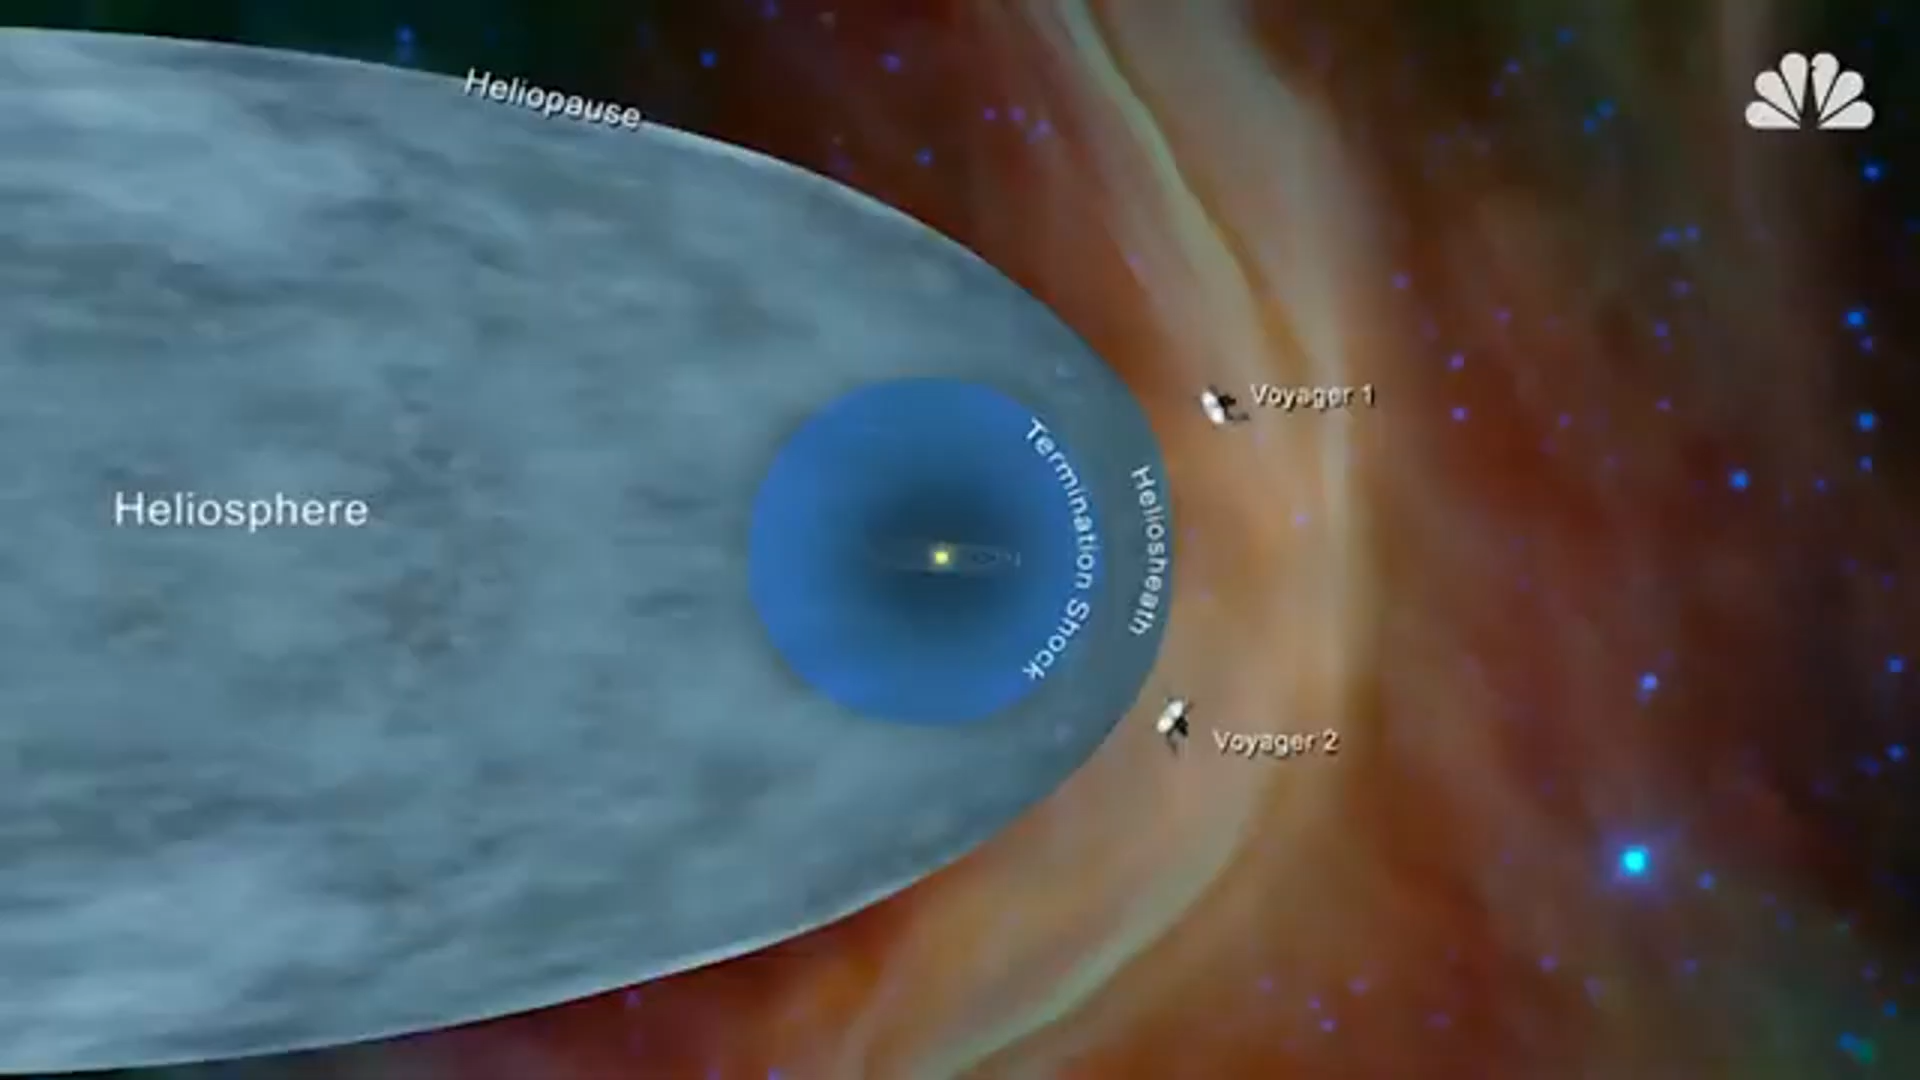 Heliopause
Voyager 1
Termination Shock
Heliosheath
Heliosphere
Voyager 2